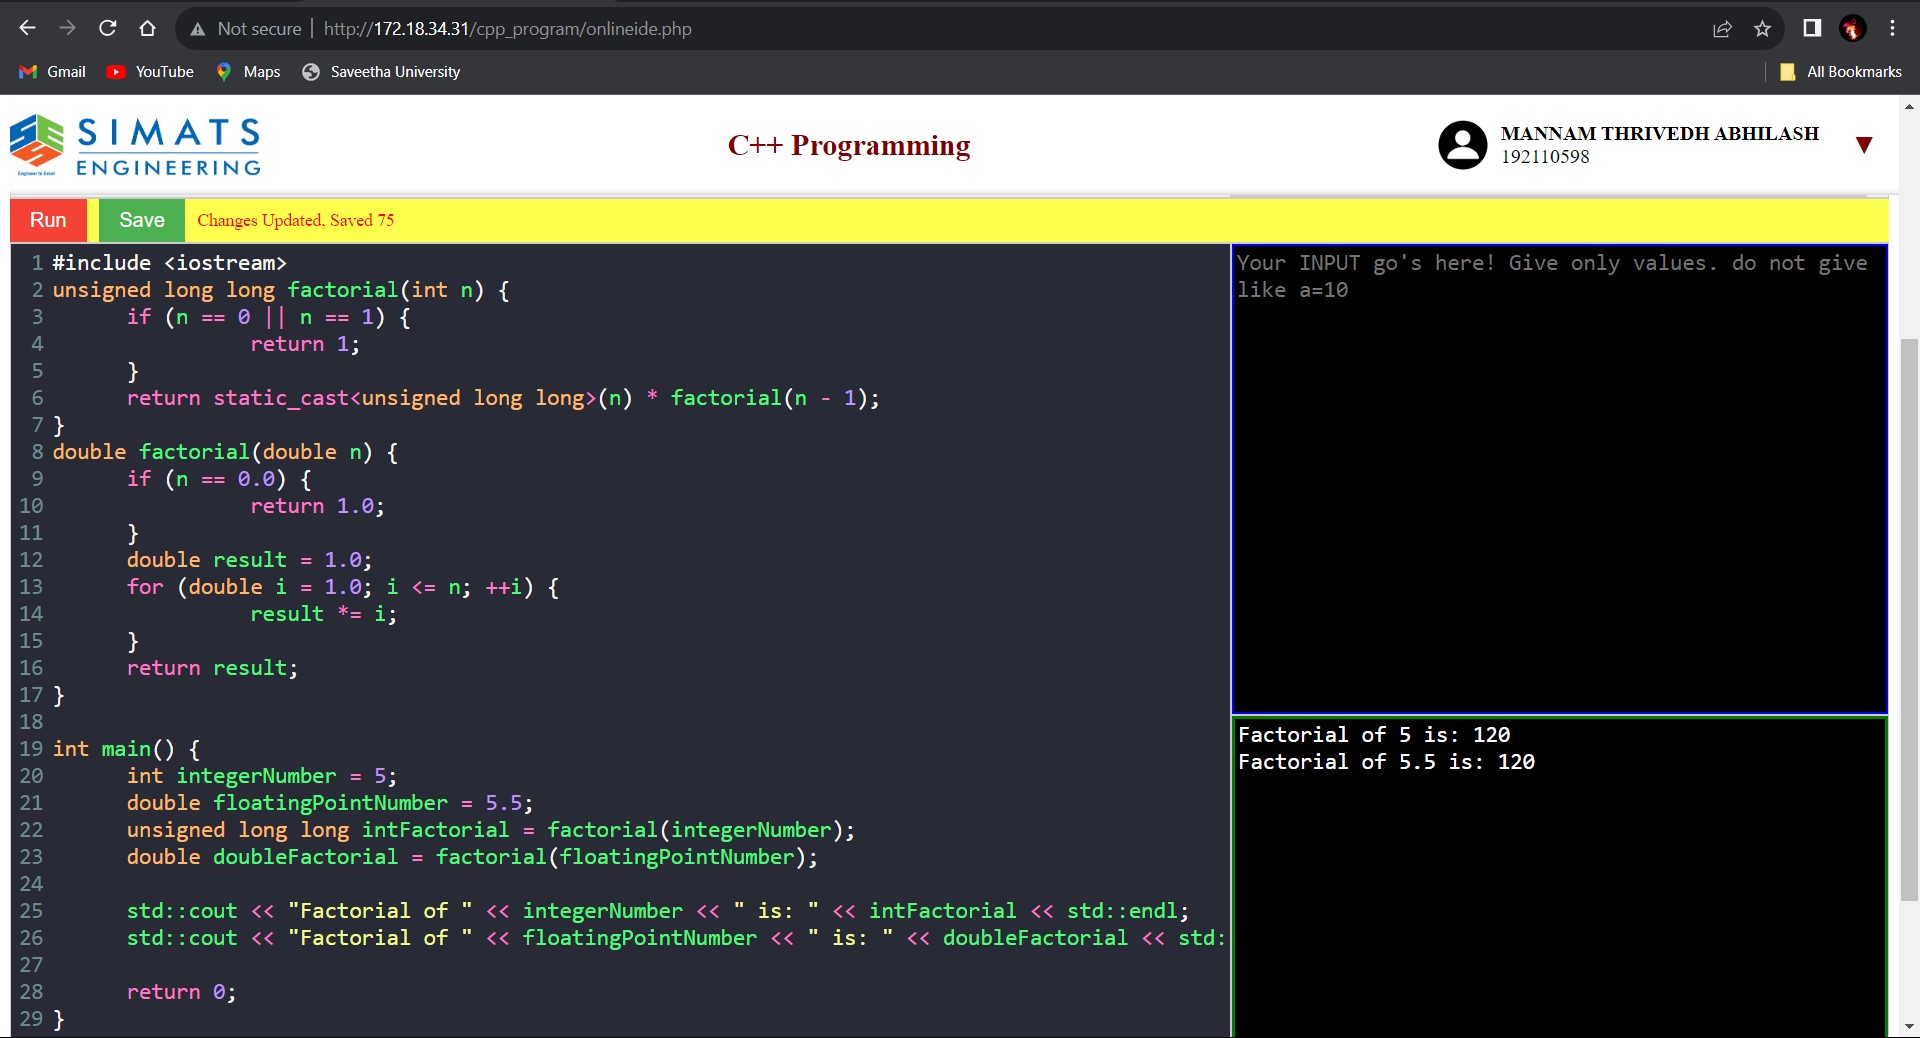 Not secure | http://172.18.34.31/cpp_program/onlineide.php
Gmail YouTube Maps Saveetha University All Bookmarks
SIMATS
ENGINEERING
Engineer to Excel
C++ Programming
MANNAM THRIVEDH ABHILASH
192110598
Run Save Changes Updated, Saved 75
1 #include <iostream>
2 unsigned long long factorial(int n) {
3 if (n == 0 || n == 1) {
4 return 1;
5 }
6 return static_cast<unsigned long long>(n) * factorial(n - 1);
7 }
8 double factorial(double n) {
9 if (n == 0.0) {
10 return 1.0;
11 }
12 double result = 1.0;
13 for (double i = 1.0; i <= n; ++i) {
14 result *= i;
15 }
16 return result;
17 }
18
19 int main() {
20 int integerNumber = 5;
21 double floatingPointNumber = 5.5;
22 unsigned long long intFactorial = factorial(integerNumber);
23 double doubleFactorial = factorial(floatingPointNumber);
24
25 std::cout << "Factorial of " << integerNumber << " is: " << intFactorial << std::endl;
26 std::cout << "Factorial of " << floatingPointNumber << " is: " << doubleFactorial << std:
27
28 return 0;
29 }
Your INPUT go's here! Give only values. do not give
like a=10
Factorial of 5 is: 120
Factorial of 5.5 is: 120